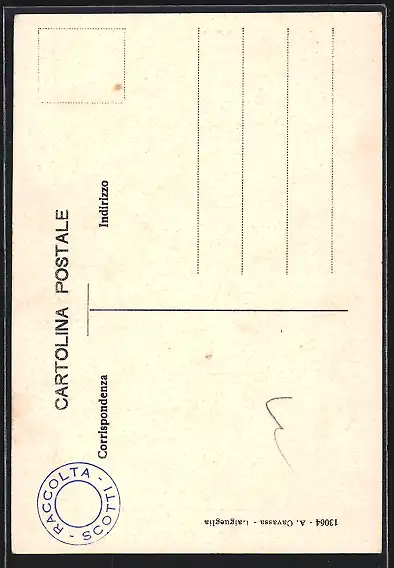 CARTOLINA POSTALE
Corrispondenza
Indirizzo
RACCOLTA - SCOTTI -
13064 - A. Cavassa - Laigueglia